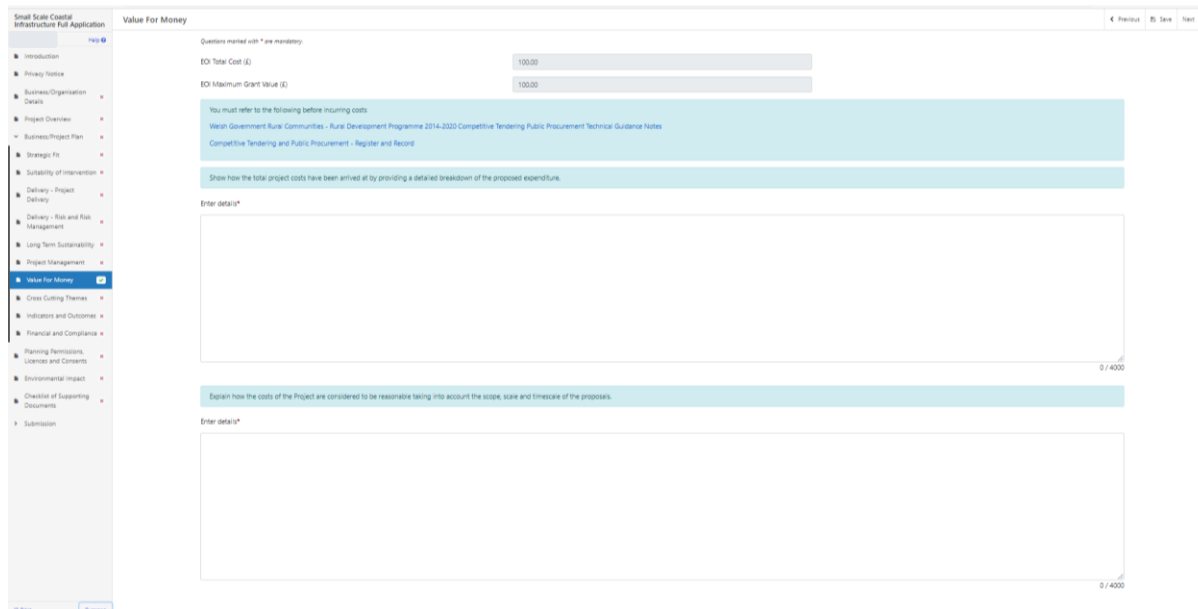 Small Scale Coastal
Infrastructure Full Application
Value For Money
Previous
Save
Next
Help
Introduction
Privacy Notice
Business/Organisation
Details
Project Overview
Business/Project Plan
Strategic Fit
Suitability of Intervention
Delivery - Project
Delivery
Delivery - Risk and Risk
Management
Long Term Sustainability
Project Management
Value For Money
Cross Cutting Themes
Indicators and Outcomes
Financial and Compliance
Planning Permissions,
Licences and Consents
Environmental Impact
Checklist of Supporting
Documents
Submission
Questions marked with * are mandatory.
EOI Total Cost (£)
100.00
EOI Maximum Grant Value (£)
100.00
You must refer to the following before incurring costs
Welsh Government Rural Communities - Rural Development Programme 2014-2020 Competitive Tendering Public Procurement Technical Guidance Notes
Competitive Tendering and Public Procurement - Register and Record
Show how the total project costs have been arrived at by providing a detailed breakdown of the proposed expenditure.
Enter details*
0 / 4000
Explain how the costs of the Project are considered to be reasonable taking into account the scope, scale and timescale of the proposals.
Enter details*
0 / 4000